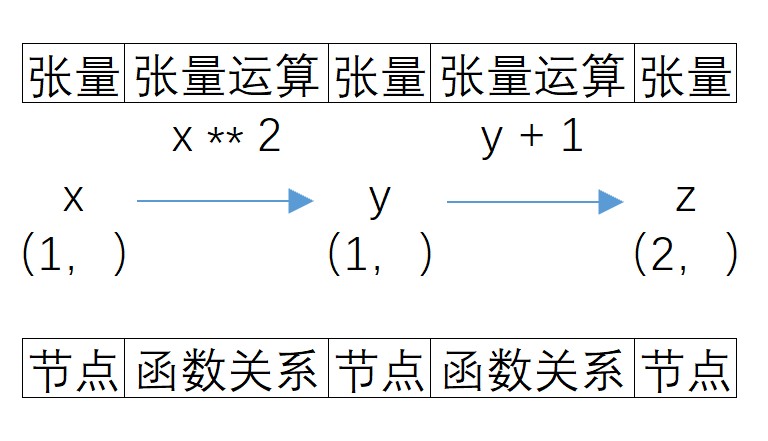 张量 张量运算 张量 张量运算 张量
x ** 2 y + 1
x y z
(1, ) (1, ) (2, )
节点 函数关系 节点 函数关系 节点